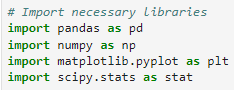 # Import necessary libraries
import pandas as pd
import numpy as np
import matplotlib.pyplot as plt
import scipy.stats as stat